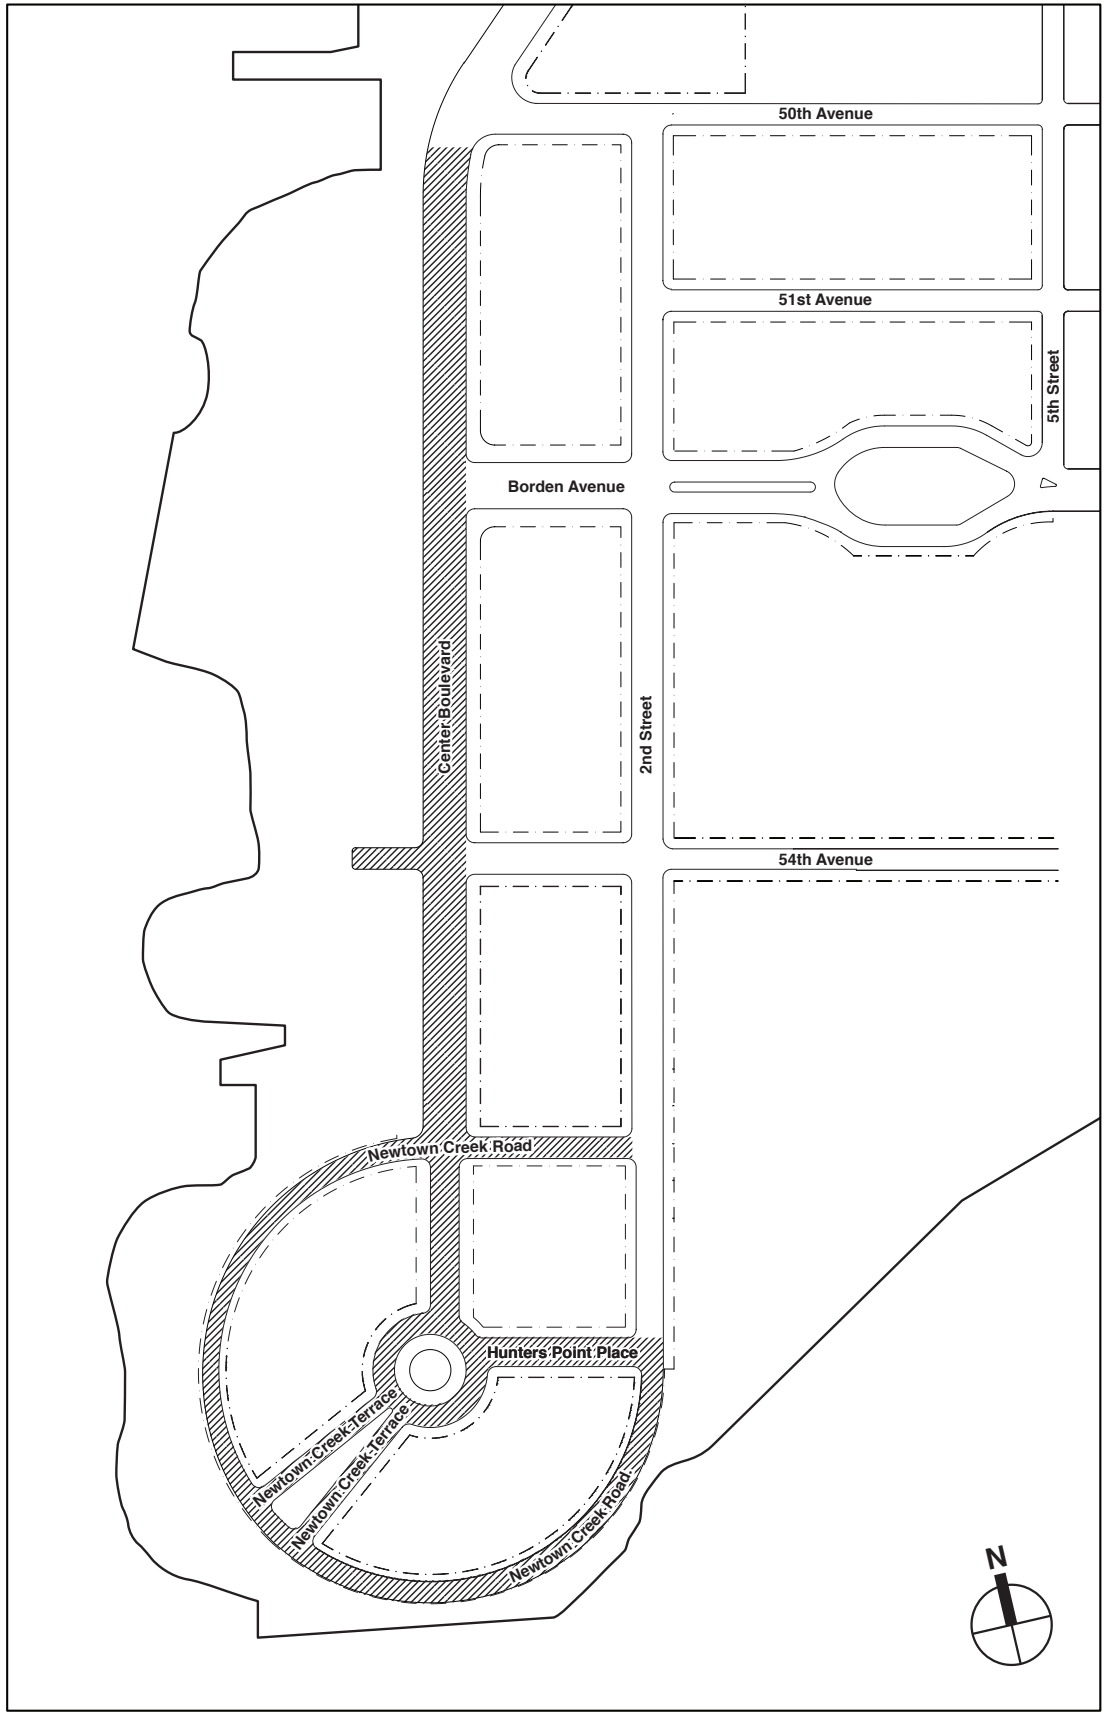 50th Avenue
51st Avenue
5th Street
Borden Avenue
Center Boulevard
2nd Street
54th Avenue
Newtown Creek Road
Hunters Point Place
Newtown Creek Terrace
Newtown Creek Terrace
Newtown Creek Road
N